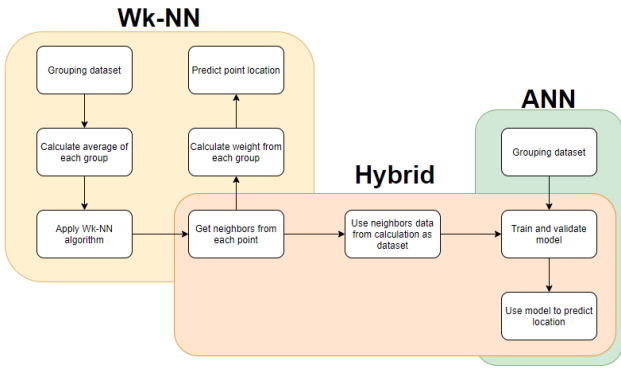 Wk-NN
Grouping dataset
Predict point location
Calculate average of
each group
Calculate weight from
each group
Apply Wk-NN
algorithm
Get neighbors from
each point
Hybrid
Use neighbors data
from calculation as
dataset
ANN
Grouping dataset
Train and validate
model
Use model to predict
location